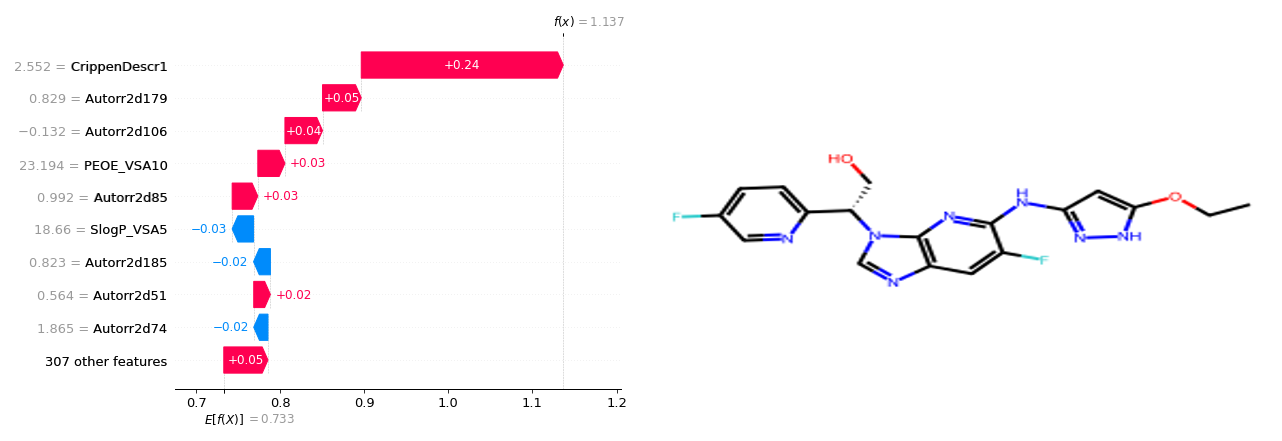 f(x) = 1.137
2.552 = CrippenDescr1
+0.24
0.829 = Autorr2d179
+0.05
−0.132 = Autorr2d106
+0.04
23.194 = PEOE_VSA10
+0.03
0.992 = Autorr2d85
+0.03
18.66 = SlogP_VSA5
−0.03
0.823 = Autorr2d185
−0.02
0.564 = Autorr2d51
+0.02
1.865 = Autorr2d74
−0.02
307 other features
+0.05
0.7 0.8 0.9 1.0 1.1 1.2
E[f(X)] = 0.733
HO
F
N
N
N
N
H
N
N
NH
O
F